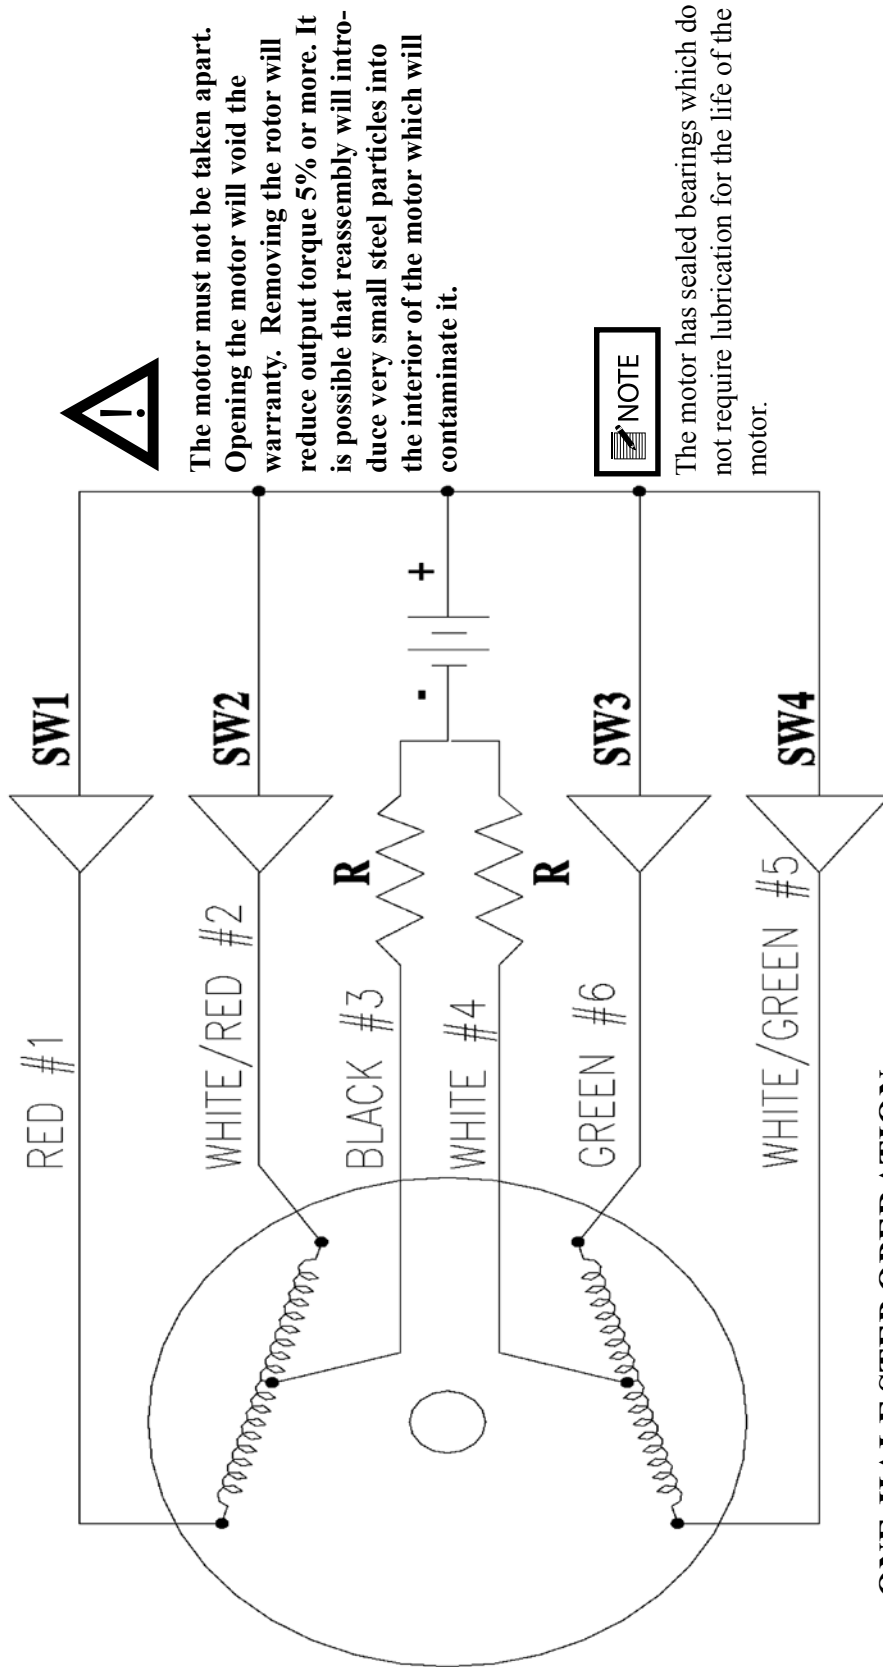 The motor must not be taken apart.
Opening the motor will void the
warranty. Removing the rotor will
reduce output torque 5% or more. It
is possible that reassembly will intro-
duce very small steel particles into
the interior of the motor which will
contaminate it.
NOTE
The motor has sealed bearings which do
not require lubrication for the life of the
motor.
SW1
RED #1
SW2
WHITE/RED #2
+
-
R
BLACK #3
R
WHITE #4
SW3
GREEN #6
SW4
WHITE/GREEN #5
ONE-HALF STEP OPERATION